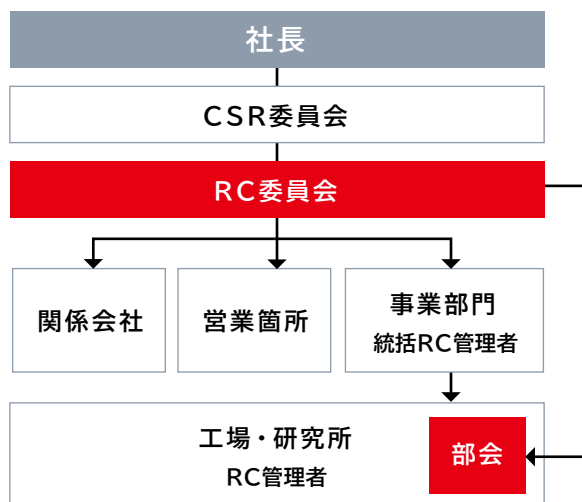 社長
CSR委員会
RC委員会
関係会社
営業箇所
事業部門
統括RC管理者
工場・研究所
RC管理者
部会